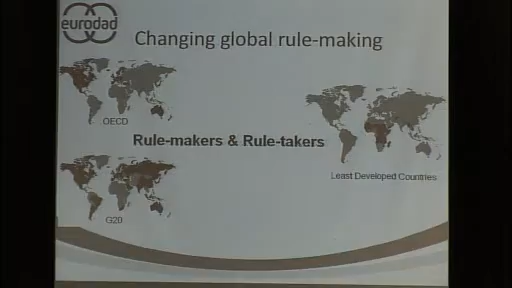 eurodad
Changing global rule-making
OECD
Rule-makers & Rule-takers
Least Developed Countries
G20